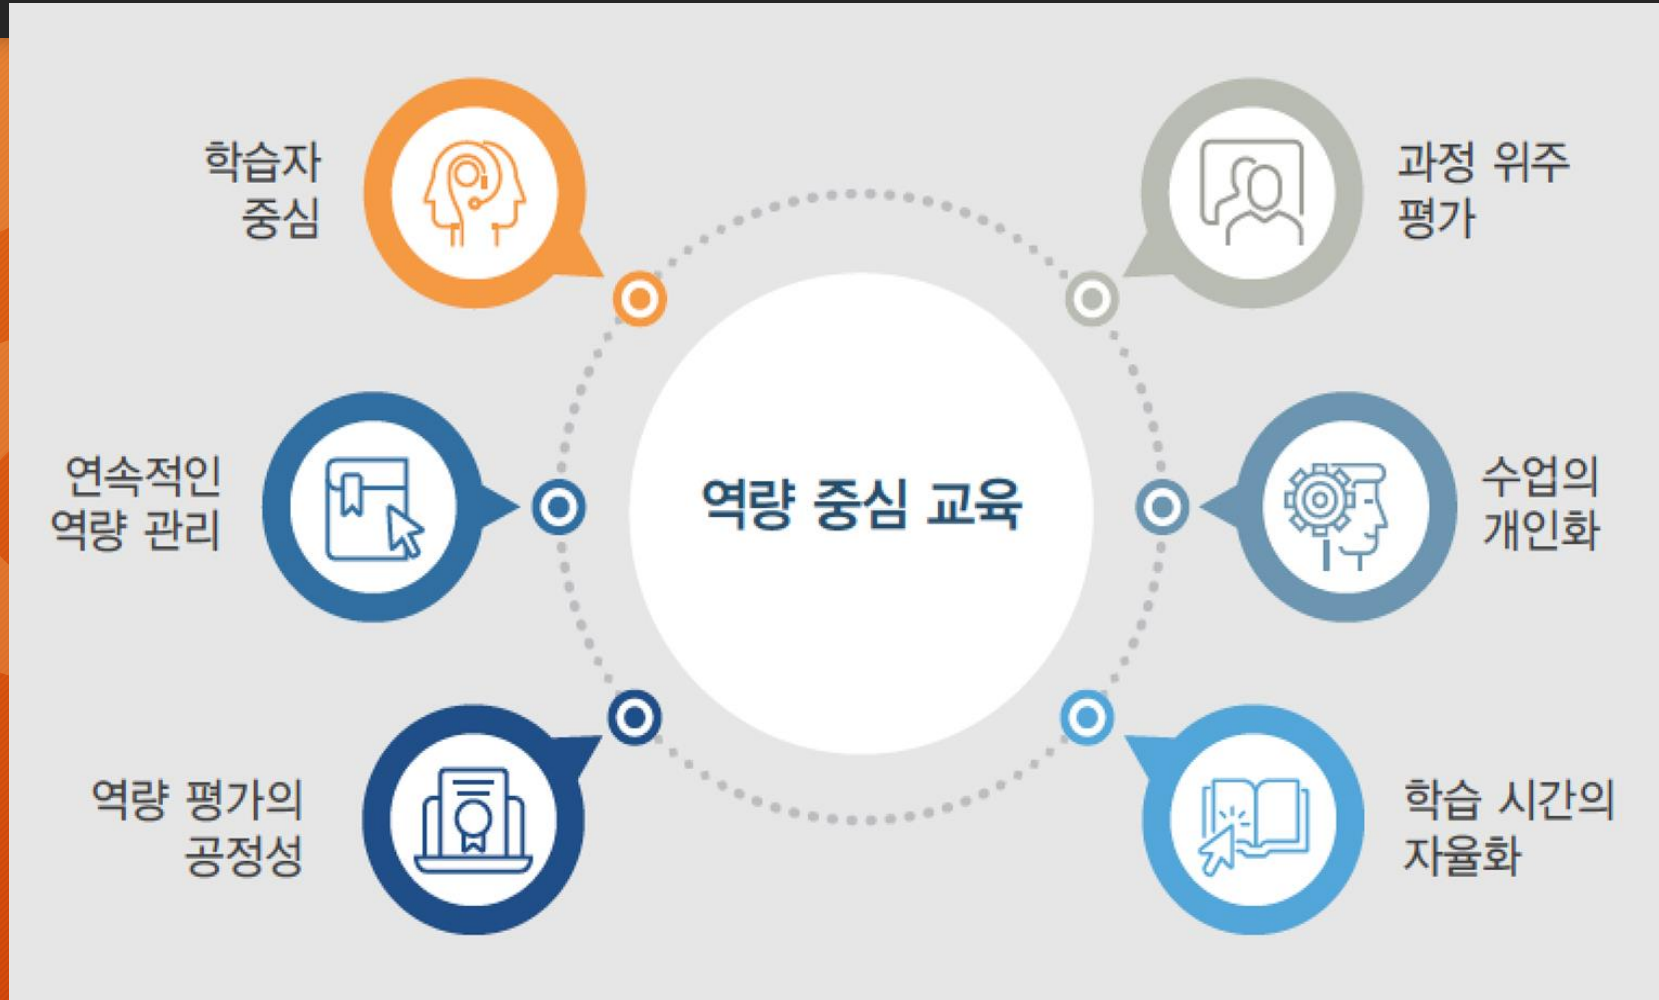 학습자
중심
과정 위주
평가
연속적인
역량 관리
역량 중심 교육
수업의
개인화
역량 평가의
공정성
학습 시간의
자율화